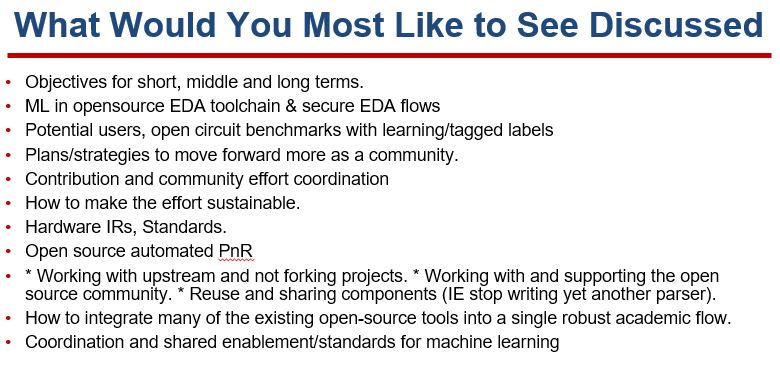 What Would You Most Like to See Discussed
• Objectives for short, middle and long terms.
• ML in opensource EDA toolchain & secure EDA flows
• Potential users, open circuit benchmarks with learning/tagged labels
• Plans/strategies to move forward more as a community.
• Contribution and community effort coordination
• How to make the effort sustainable.
• Hardware IRs, Standards.
• Open source automated PnR
• * Working with upstream and not forking projects. * Working with and supporting the open
source community. * Reuse and sharing components (IE stop writing yet another parser).
• How to integrate many of the existing open-source tools into a single robust academic flow.
• Coordination and shared enablement/standards for machine learning